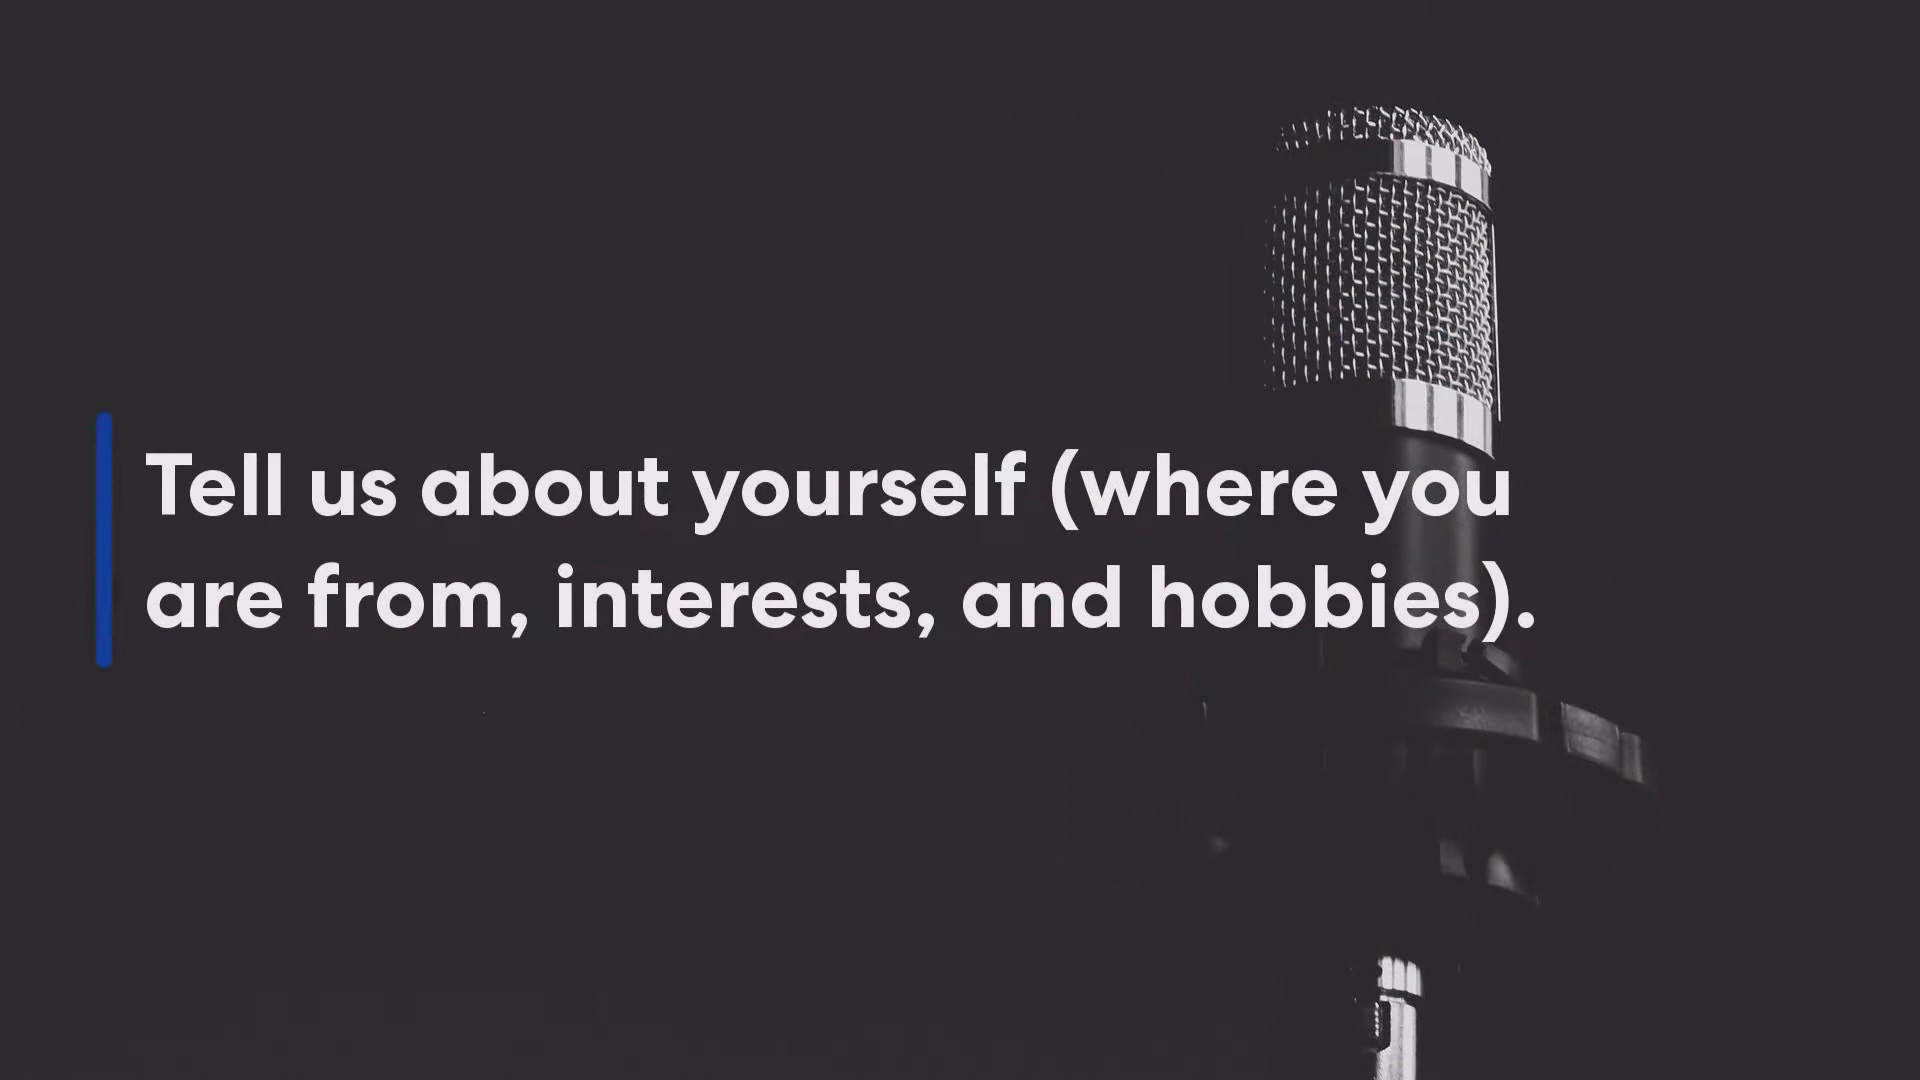 Tell us about yourself (where you
are from, interests, and hobbies).